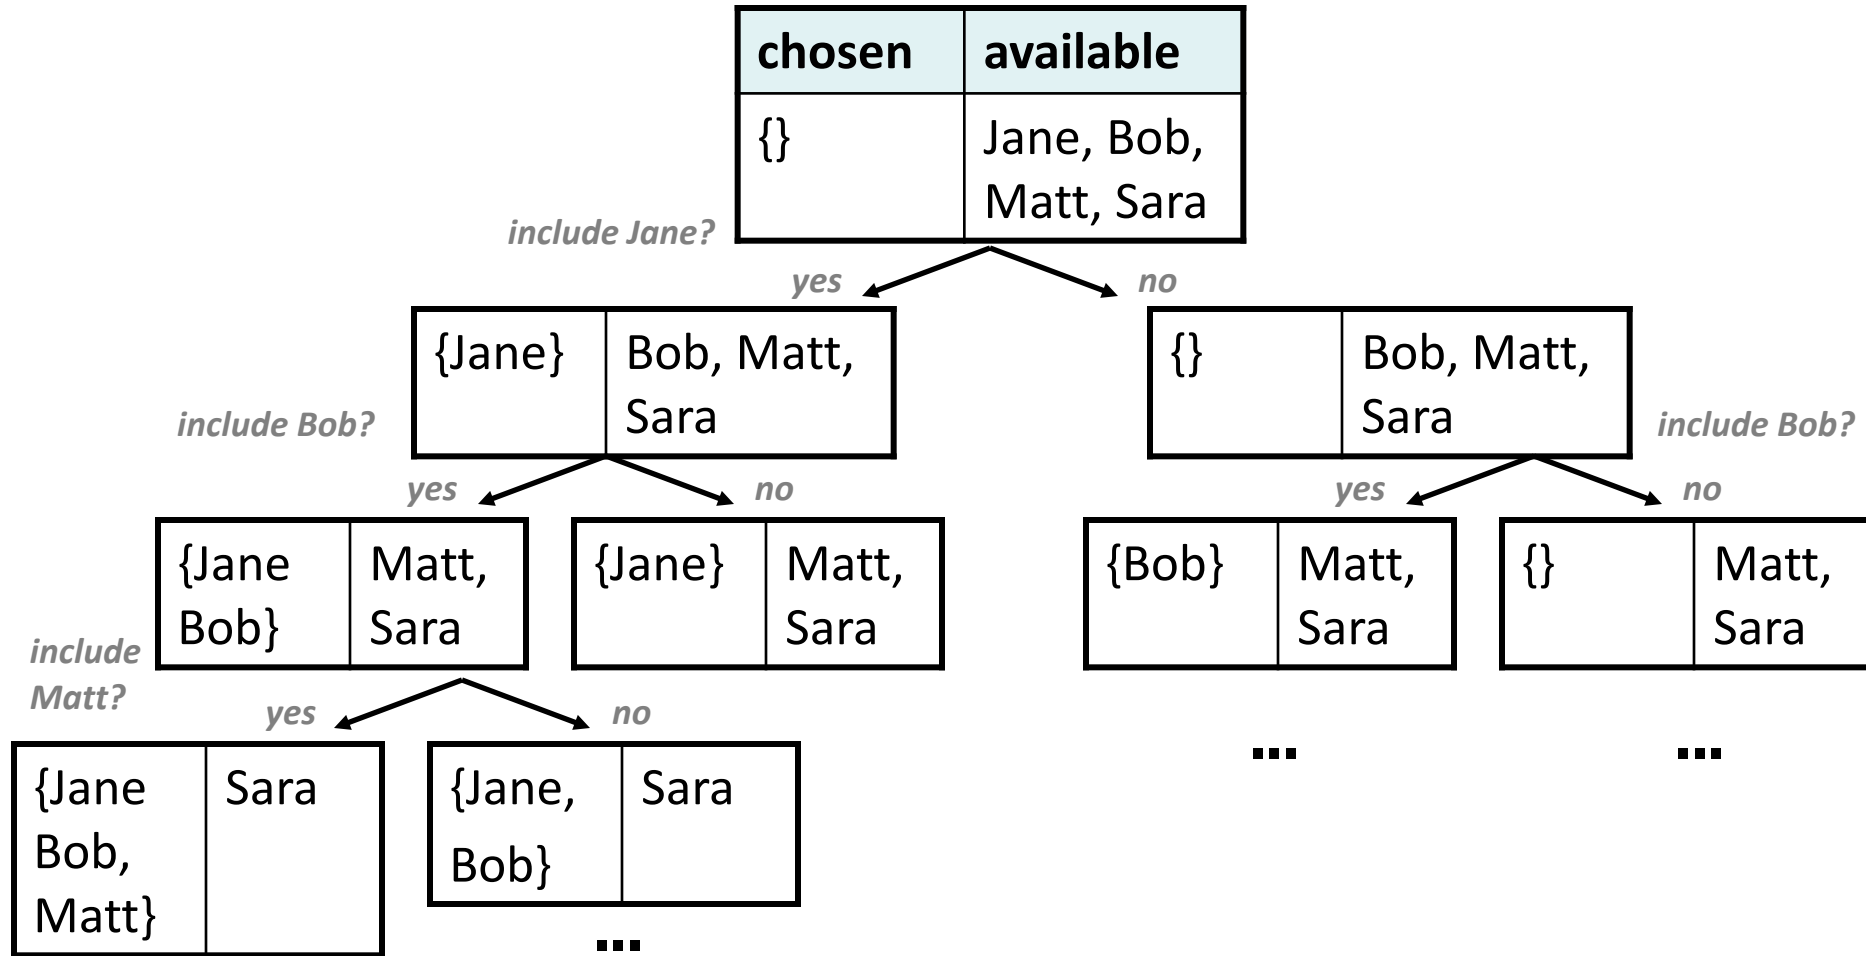 chosen available
{} Jane, Bob,
Matt, Sara
include Jane?
yes no
{Jane} Bob, Matt,
Sara
{} Bob, Matt,
Sara
include Bob?
include Bob?
yes no
yes no
{Jane
Bob}
Matt,
Sara
{Jane} Matt,
Sara
{Bob} Matt,
Sara
{} Matt,
Sara
include
Matt?
yes no
{Jane
Bob,
Matt}
Sara
{Jane,
Bob}
Sara
...
...
...